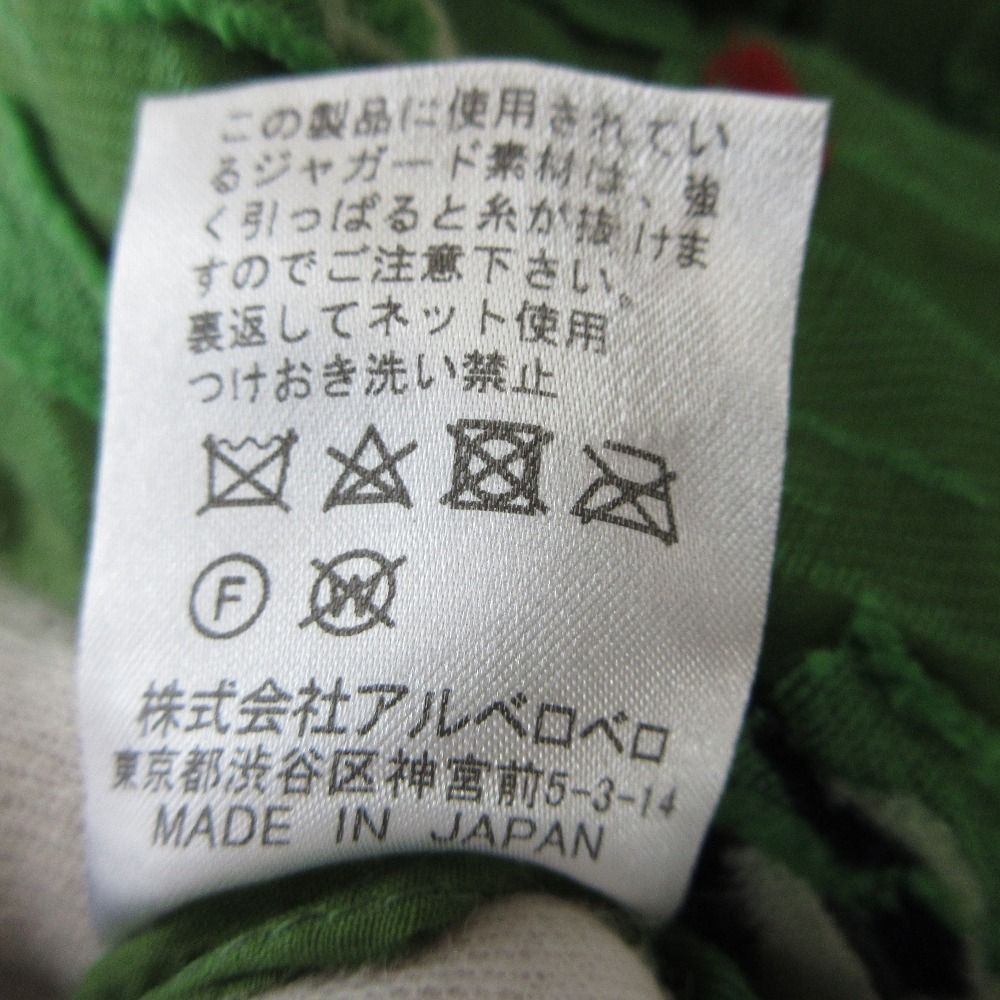 この製品に使用されてい
るジャガード素材は、強
く引っぱると糸が抜けま
すのでご注意下さい。
裏返してネット使用
つけおき洗い禁止
F W
株式会社アルベロベロ
東京都渋谷区神宮前5-3-14
MADE IN JAPAN